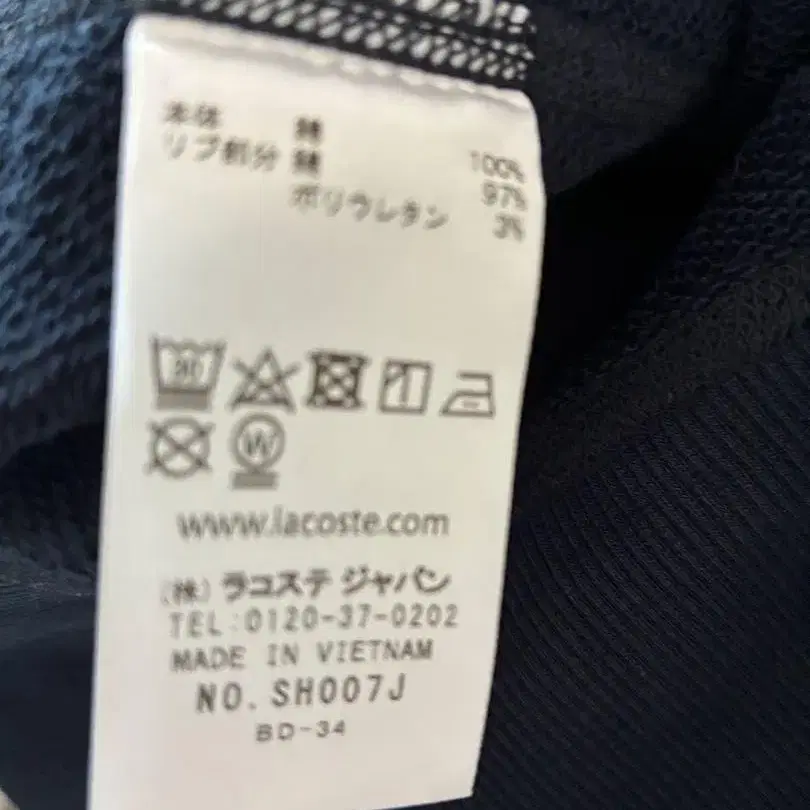 本体 綿 100%
リブ部分 綿 97%
ポリウレタン 3%
30
W
www.lacoste.com
(株) ラコステ ジャパン
TEL:0120-37-0202
MADE IN VIETNAM
NO. SH007J
BD-34